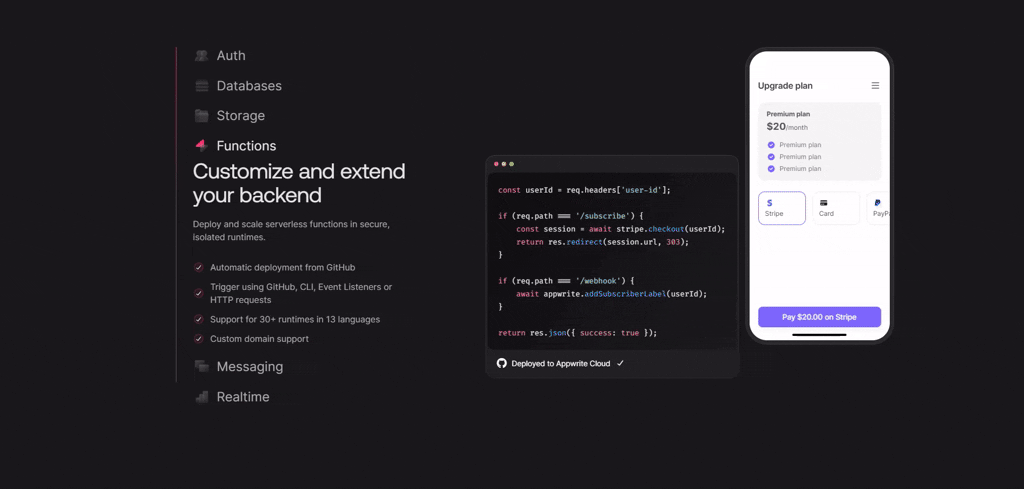 Auth
Databases
Storage
Functions
Customize and extend
your backend
Deploy and scale serverless functions in secure,
isolated runtimes.
Automatic deployment from GitHub
Trigger using GitHub, CLI, Event Listeners or
HTTP requests
Support for 30+ runtimes in 13 languages
Custom domain support
Messaging
Realtime
const userId = req.headers['user-id'];
if (req.path === '/subscribe') {
const session = await stripe.checkout(userId);
return res.redirect(session.url, 303);
}
if (req.path === '/webhook') {
await appwrite.addSubscriberLabel(userId);
}
return res.json({ success: true });
Deployed to Appwrite Cloud
Upgrade plan
Premium plan
$20/month
Premium plan
Premium plan
Premium plan
Stripe
Card
PayPa
Pay $20.00 on Stripe